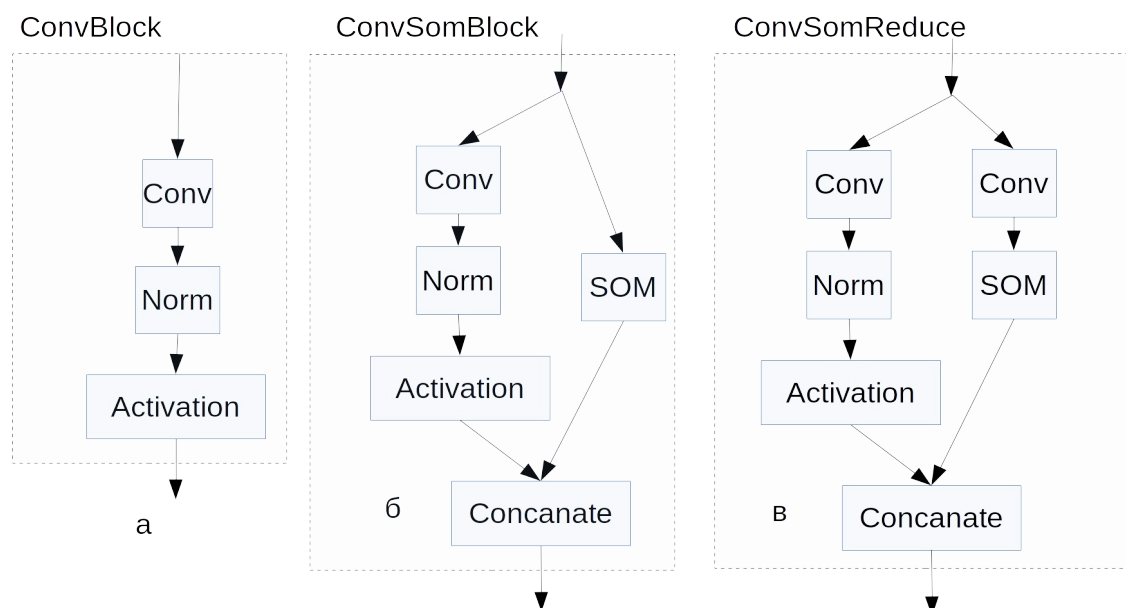 ConvBlock
Conv
Norm
Activation
а
ConvSomBlock
Conv
Norm
SOM
Activation
Concanate
б
ConvSomReduce
Conv
Conv
Norm
SOM
Activation
Concanate
в